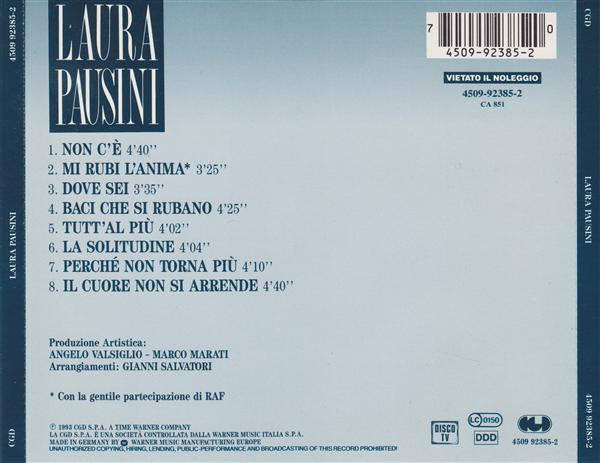 4509 92385-2
CGD
LAURA
PAUSINI
7
4509-92385-2
0
VIETATO IL NOLEGGIO
4509-92385-2
CA 851
1. NON C'È 4'40''
2. MI RUBI L'ANIMA* 3'25''
3. DOVE SEI 3'35''
4. BACI CHE SI RUBANO 4'25''
5. TUTT'AL PIÙ 4'02''
6. LA SOLITUDINE 4'04''
7. PERCHÉ NON TORNA PIÙ 4'10''
8. IL CUORE NON SI ARRENDE 4'40''
LAURA PAUSINI
LAURA PAUSINI
Produzione Artistica:
ANGELO VALSIGLIO - MARCO MARATI
Arrangiamenti: GIANNI SALVATORI
* Con la gentile partecipazione di RAF
℗ 1993 CGD S.P.A. A TIME WARNER COMPANY
LA CGD S.P.A. È UNA SOCIETÀ CONTROLLATA DALLA WARNER MUSIC ITALIA S.P.A.
MADE IN GERMANY BY WARNER MUSIC MANUFACTURING EUROPE
UNAUTHORIZED COPYING, HIRING, LENDING, PUBLIC-PERFORMANCE AND BROADCASTING OF THIS RECORD PROHIBITED!
DISCO
TV
LC 0150
DDD
4509 92385-2
CGD
4509 92385-2